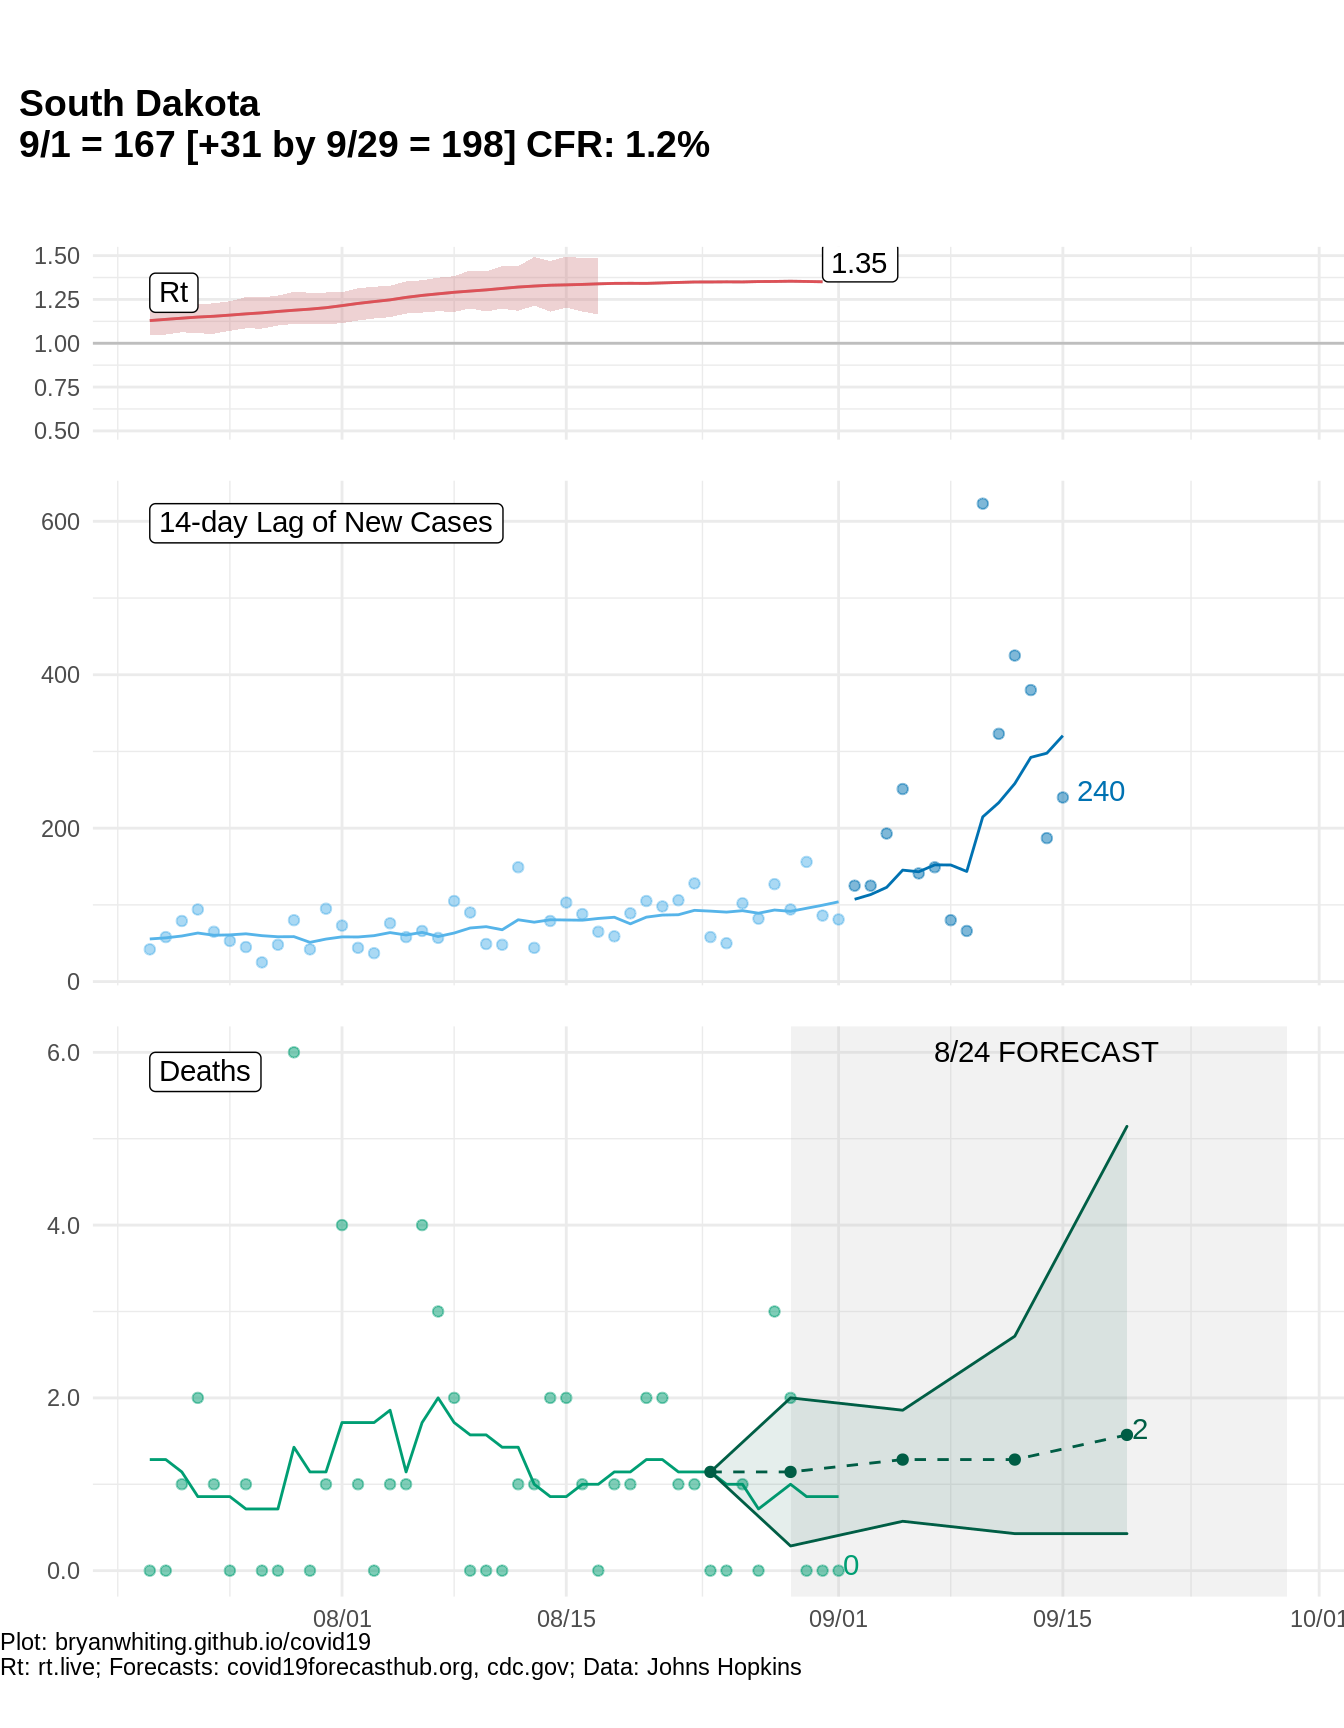 South Dakota
9/1 = 167 [+31 by 9/29 = 198] CFR: 1.2%
1.50
1.25
1.00
0.75
0.50
Rt
1.35
600
400
200
0
14-day Lag of New Cases
240
6.0
4.0
2.0
0.0
Deaths
8/24 FORECAST
2
0
08/01 08/15 09/01 09/15 10/01
Plot: bryanwhiting.github.io/covid19
Rt: rt.live; Forecasts: covid19forecasthub.org, cdc.gov; Data: Johns Hopkins